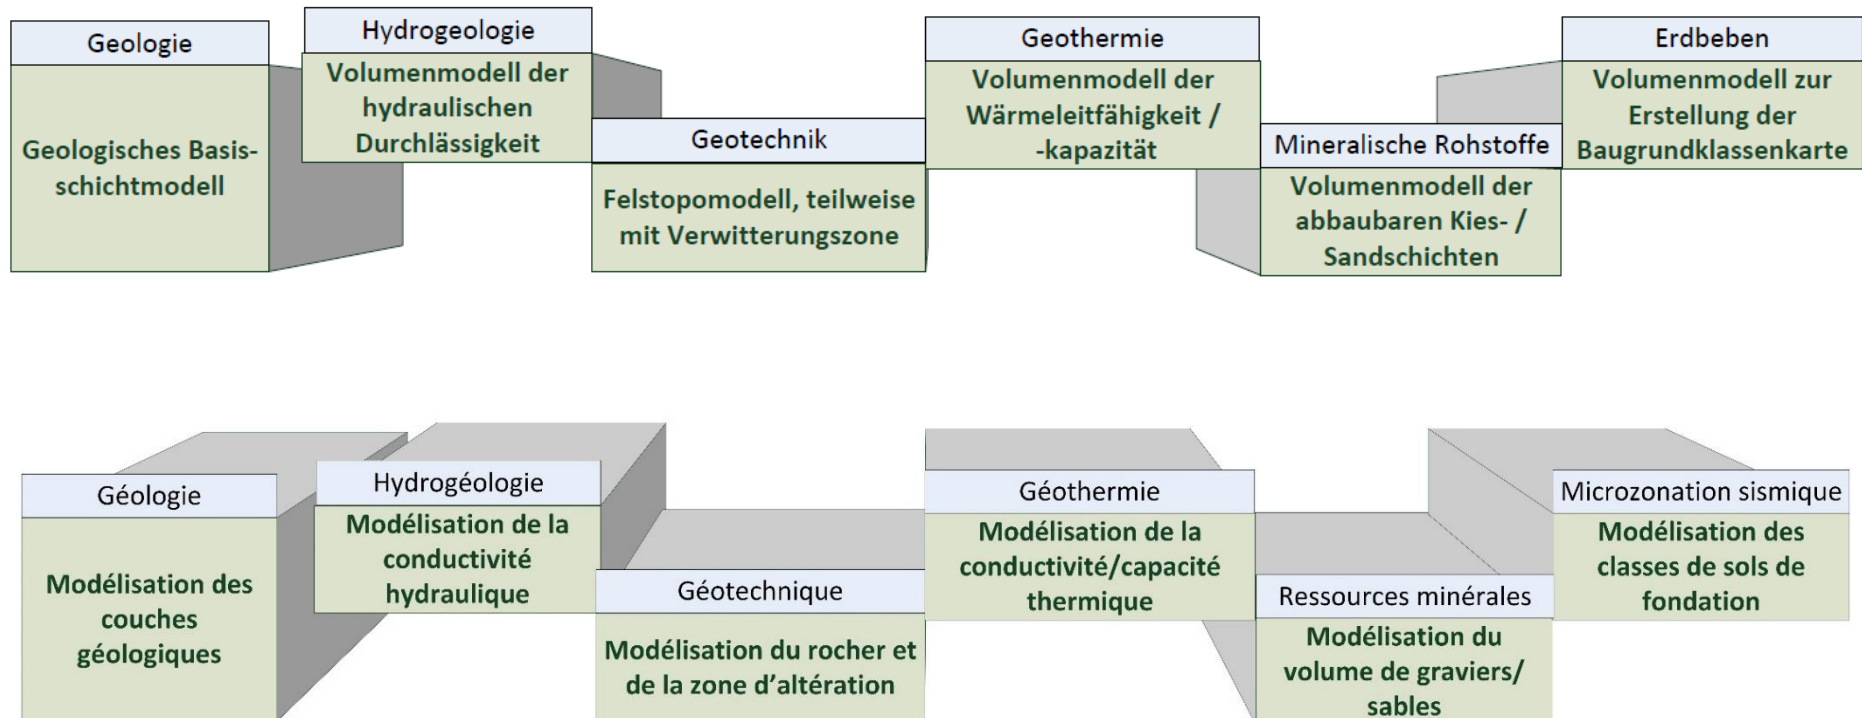 Geologie
Geologisches Basis-
schichtmodell
Hydrogeologie
Volumenmodell der
hydraulischen
Durchlässigkeit
Geotechnik
Felstopomodell, teilweise
mit Verwitterungszone
Geothermie
Volumenmodell der
Wärmeleitfähigkeit /
-kapazität
Mineralische Rohstoffe
Volumenmodell der
abbaubaren Kies- /
Sandschichten
Erdbeben
Volumenmodell zur
Erstellung der
Baugrundklassenkarte
Géologie
Modélisation des
couches
géologiques
Hydrogéologie
Modélisation de la
conductivité
hydraulique
Géotechnique
Modélisation du rocher et
de la zone d’altération
Géothermie
Modélisation de la
conductivité/capacité
thermique
Ressources minérales
Modélisation du
volume de graviers/
sables
Microzonation sismique
Modélisation des
classes de sols de
fondation